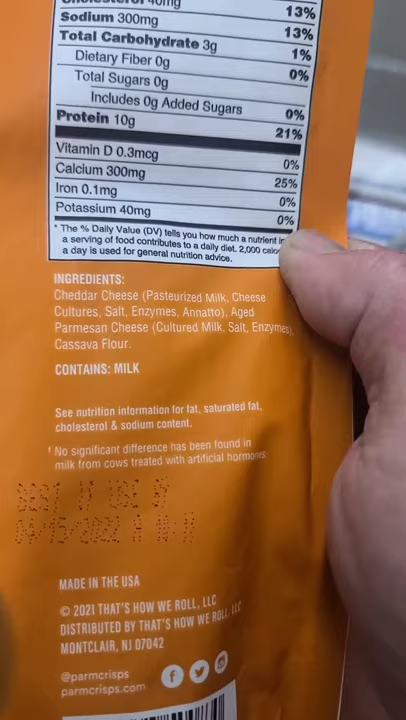 Cholesterol 40mg 13%
Sodium 300mg 13%
Total Carbohydrate 3g 1%
Dietary Fiber 0g 0%
Total Sugars 0g
Includes 0g Added Sugars 0%
Protein 10g 21%
Vitamin D 0.3mcg 0%
Calcium 300mg 25%
Iron 0.1mg 0%
Potassium 40mg 0%
* The % Daily Value (DV) tells you how much a nutrient in
a serving of food contributes to a daily diet. 2,000
a day is used for general nutrition advice.
INGREDIENTS:
Cheddar Cheese (Pasteurized Milk, Cheese
Cultures, Salt, Enzymes, Annatto), Aged
Parmesan Cheese (Cultured Milk, Salt, Enzymes),
Cassava Flour.
CONTAINS: MILK
See nutrition information for fat, saturated fat,
cholesterol & sodium content.
† No significant difference has been found in
milk from cows treated with artificial hormones.
BEST IF USED BY
MADE IN THE USA
© 2021 THAT'S HOW WE ROLL, LLC
DISTRIBUTED BY THAT'S HOW WE ROLL, LLC
MONTCLAIR, NJ 07042
@parmcrisps
parmcrisps.com